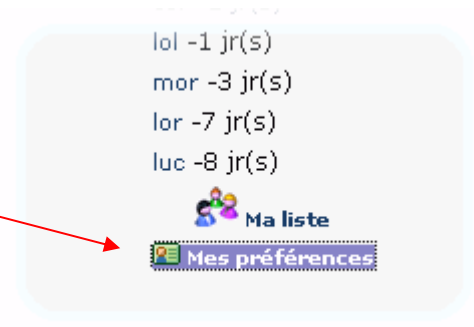 lol -1 jr(s)
mor -3 jr(s)
lor -7 jr(s)
luc -8 jr(s)
Ma liste
Mes préférences